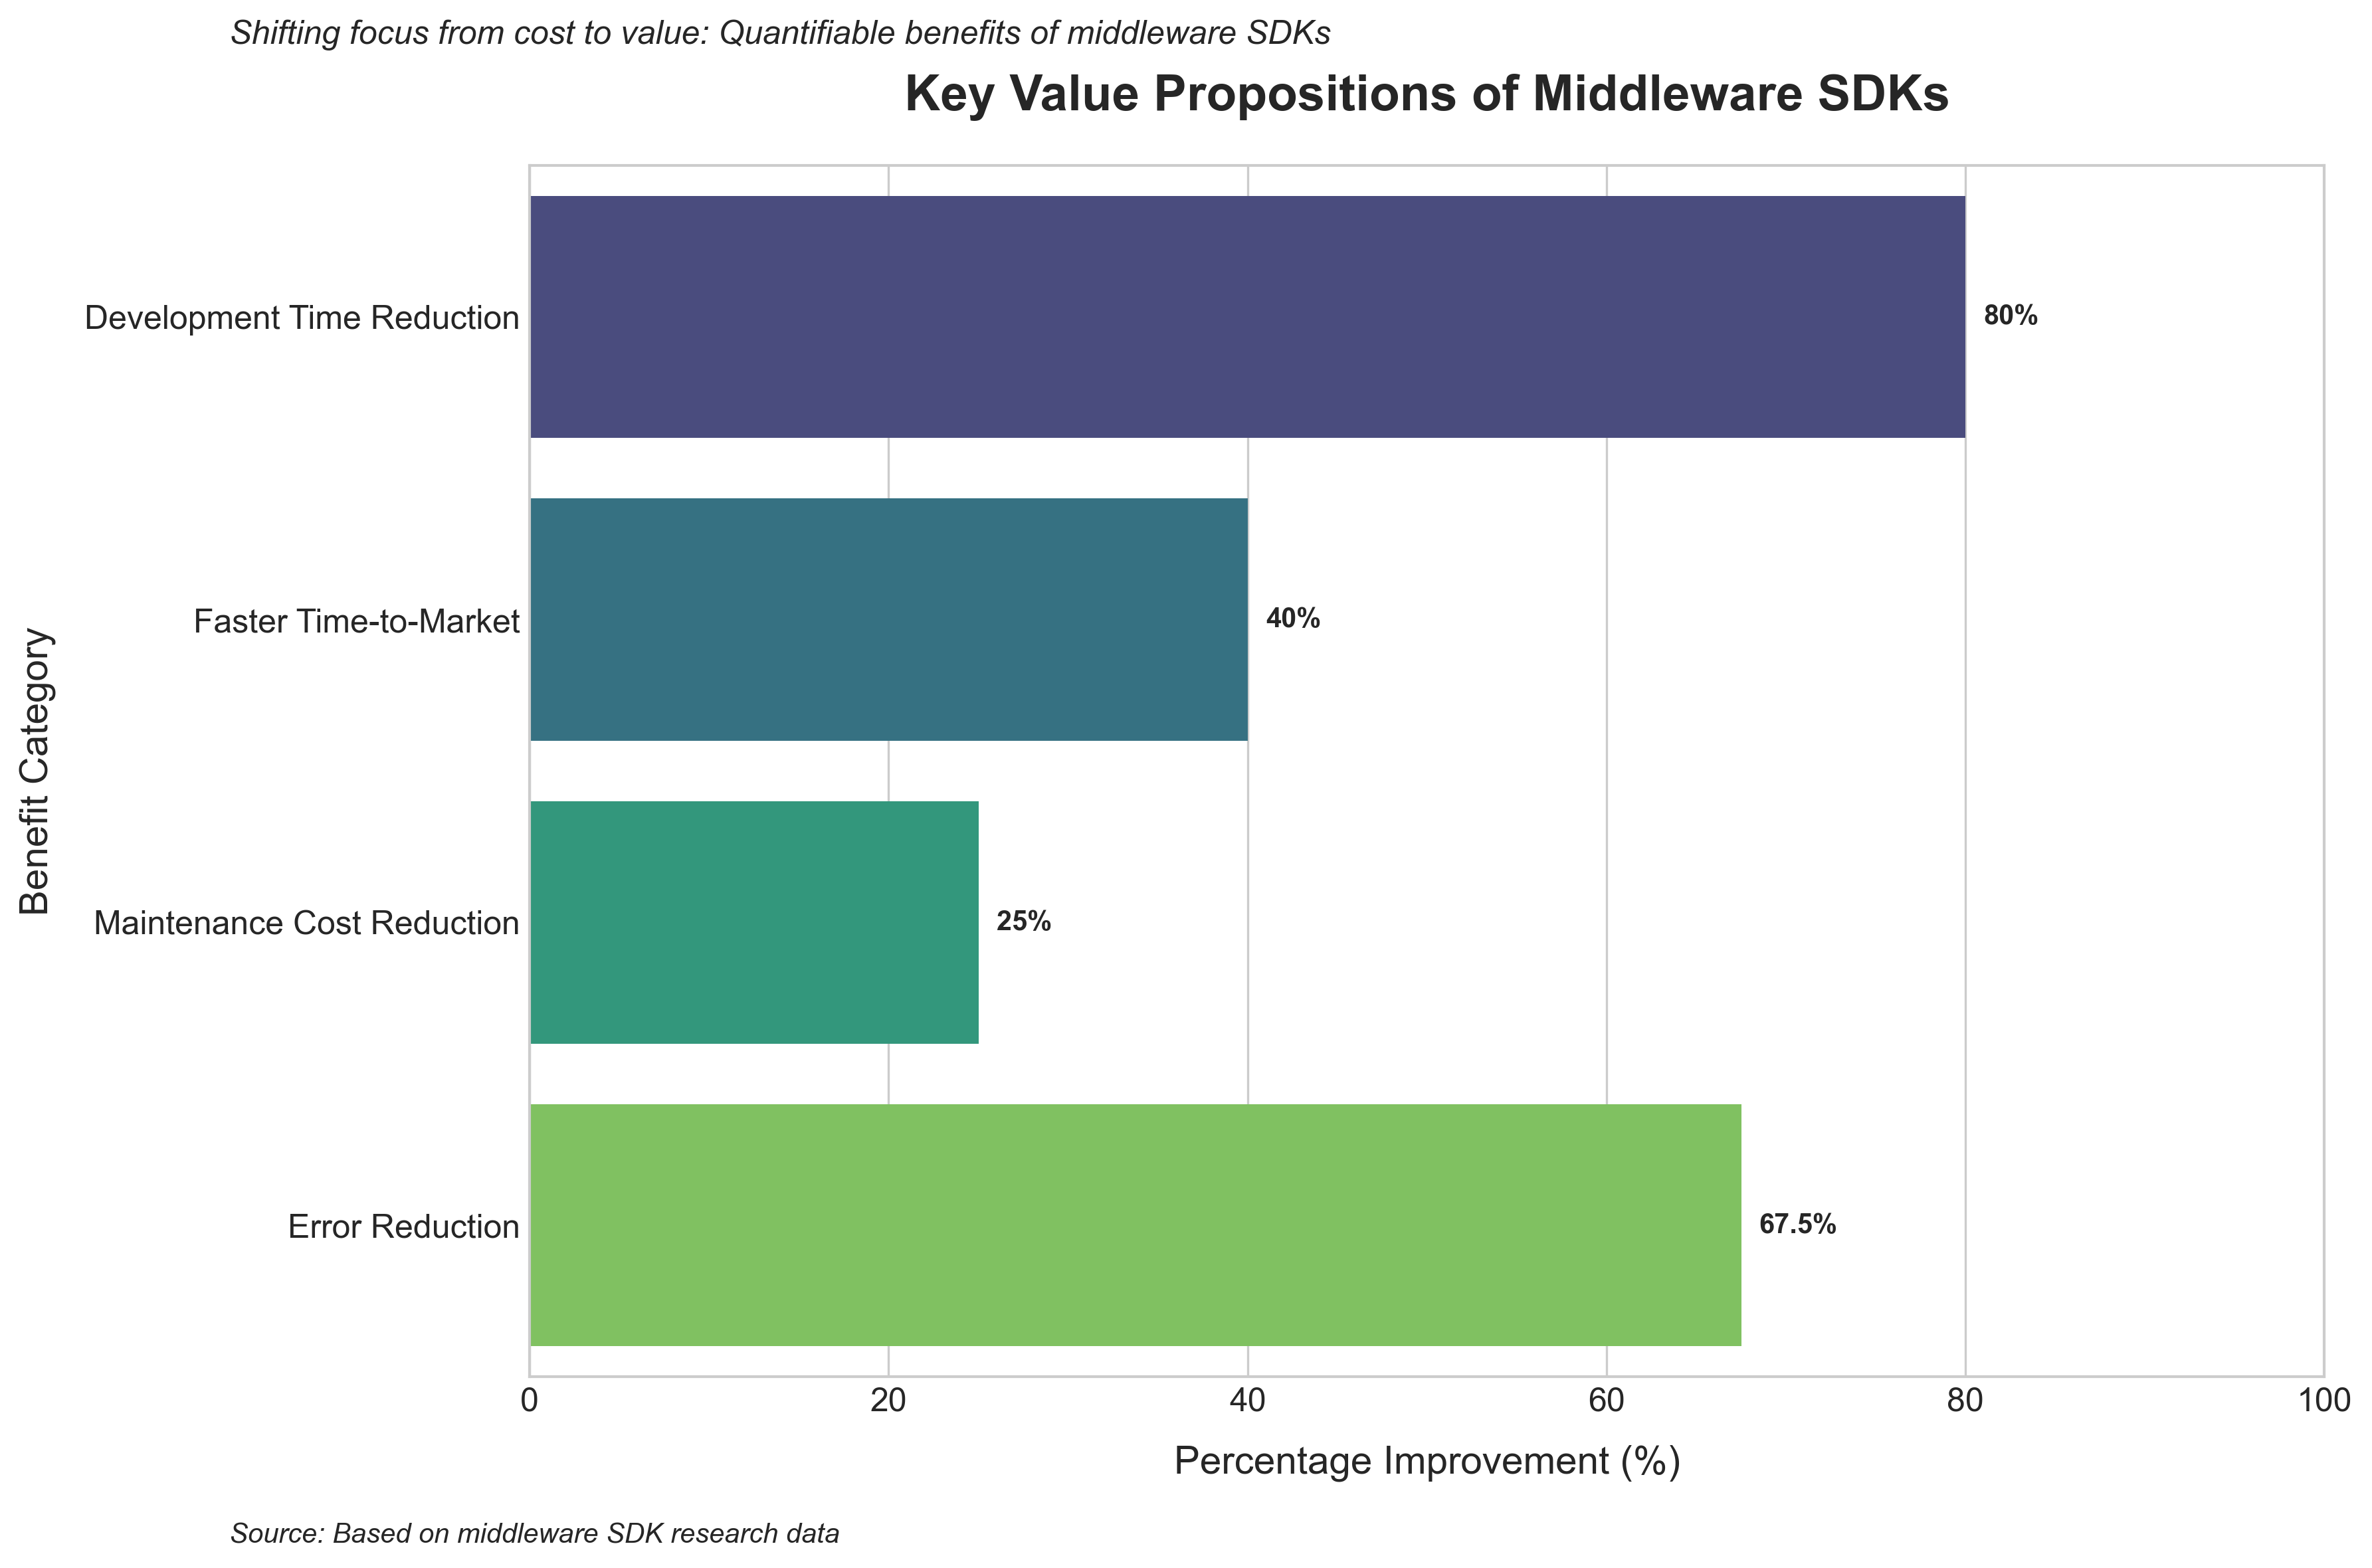 Shifting focus from cost to value: Quantifiable benefits of middleware SDKs
Key Value Propositions of Middleware SDKs
Benefit Category
Development Time Reduction
80%
Faster Time-to-Market
40%
Maintenance Cost Reduction
25%
Error Reduction
67.5%
0 20 40 60 80 100
Percentage Improvement (%)
Source: Based on middleware SDK research data